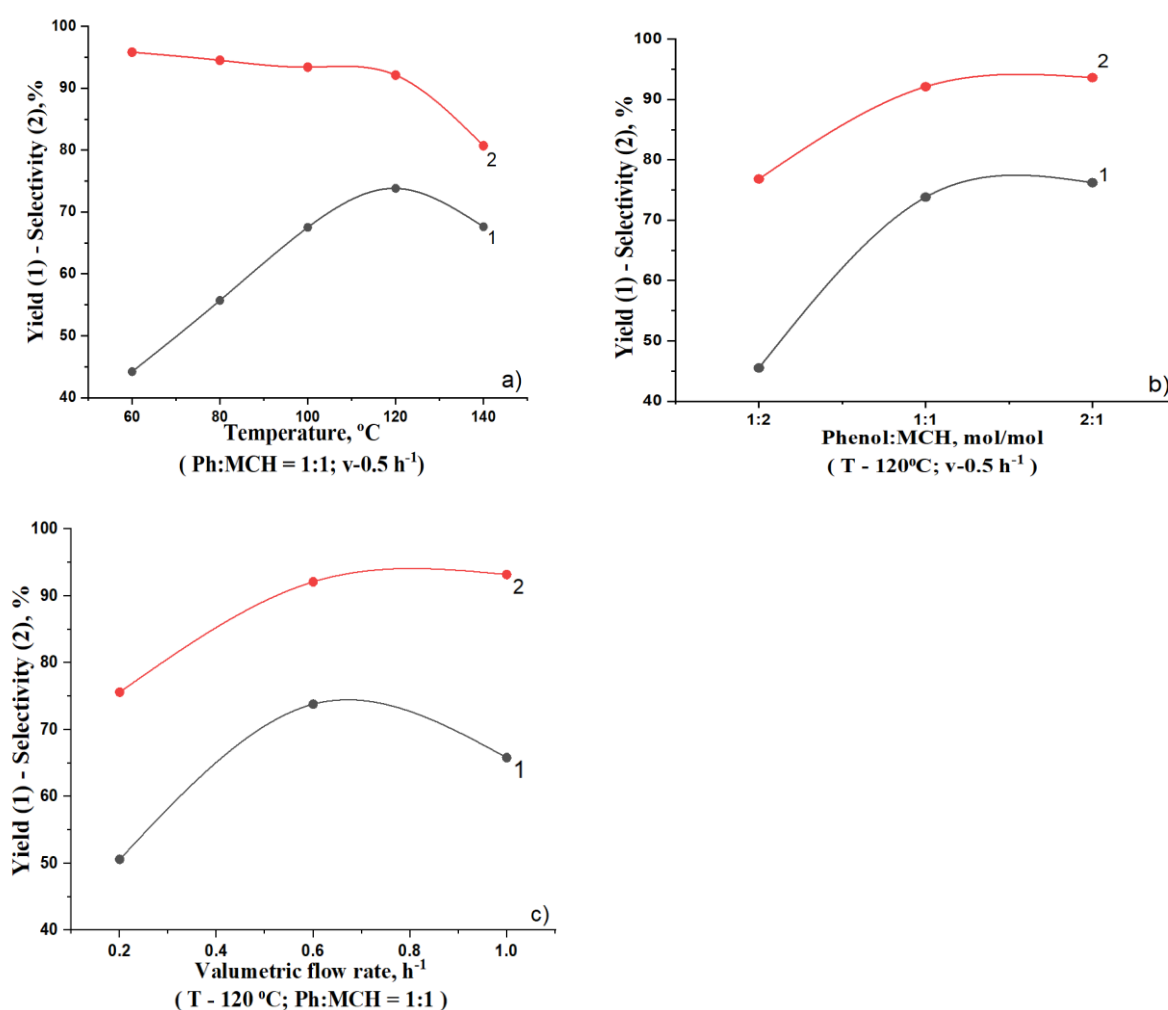 Yield (1) - Selectivity (2),%
100
90
80
70
60
50
40
2
1
a)
60 80 100 120 140
Temperature, ºC
( Ph:MCH = 1:1; v-0.5 h⁻¹)
Yield (1) - Selectivity (2), %
100
90
80
70
60
50
40
2
1
b)
1:2 1:1 2:1
Phenol:MCH, mol/mol
( T - 120ºC; v-0.5 h⁻¹ )
Yield (1) - Selectivity (2), %
100
90
80
70
60
50
40
2
1
c)
0.2 0.4 0.6 0.8 1.0
Valumetric flow rate, h⁻¹
( T - 120 ºC; Ph:MCH = 1:1 )